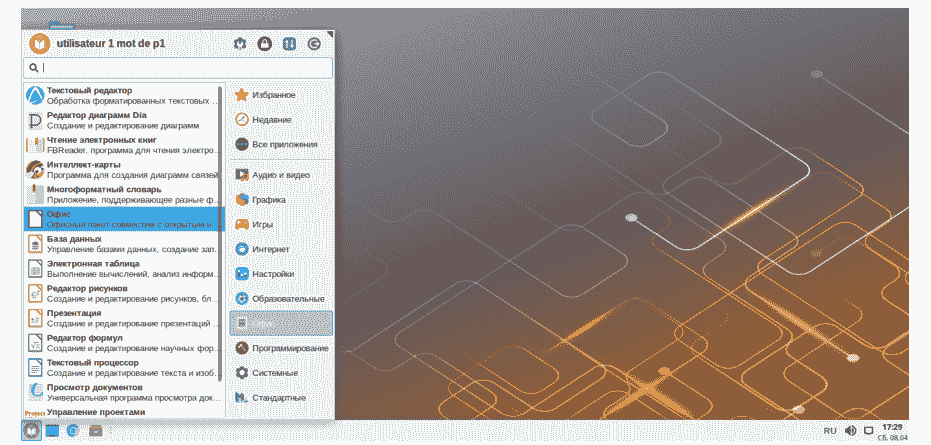 utilisateur 1 mot de p1
Текстовый редактор
Обработка форматированных текстовых ...
Редактор диаграмм Dia
Создание и редактирование диаграмм
Чтение электронных книг
FBReader, программа для чтения электро...
Интеллект-карты
Программа для создания диаграмм связей
Многоформатный словарь
Приложение, поддерживающее разные ф...
Офис
Офисный пакет совместим с открытым и ...
База данных
Управление базами данных, создание зап...
Электронная таблица
Выполнение вычислений, анализ информ...
Редактор рисунков
Создание и редактирование рисунков, бл...
Презентация
Создание и редактирование презентаций ...
Редактор формул
Создание и редактирование научных фор...
Текстовый процессор
Создание и редактирование текста и изоб...
Просмотр документов
Универсальная программа просмотра док...
Project
Управление проектами
Избранное
Недавние
Все приложения
Аудио и видео
Графика
Игры
Интернет
Настройки
Образовательные
Офис
Программирование
Системные
Стандартные
RU
17:29
Сб, 08.04